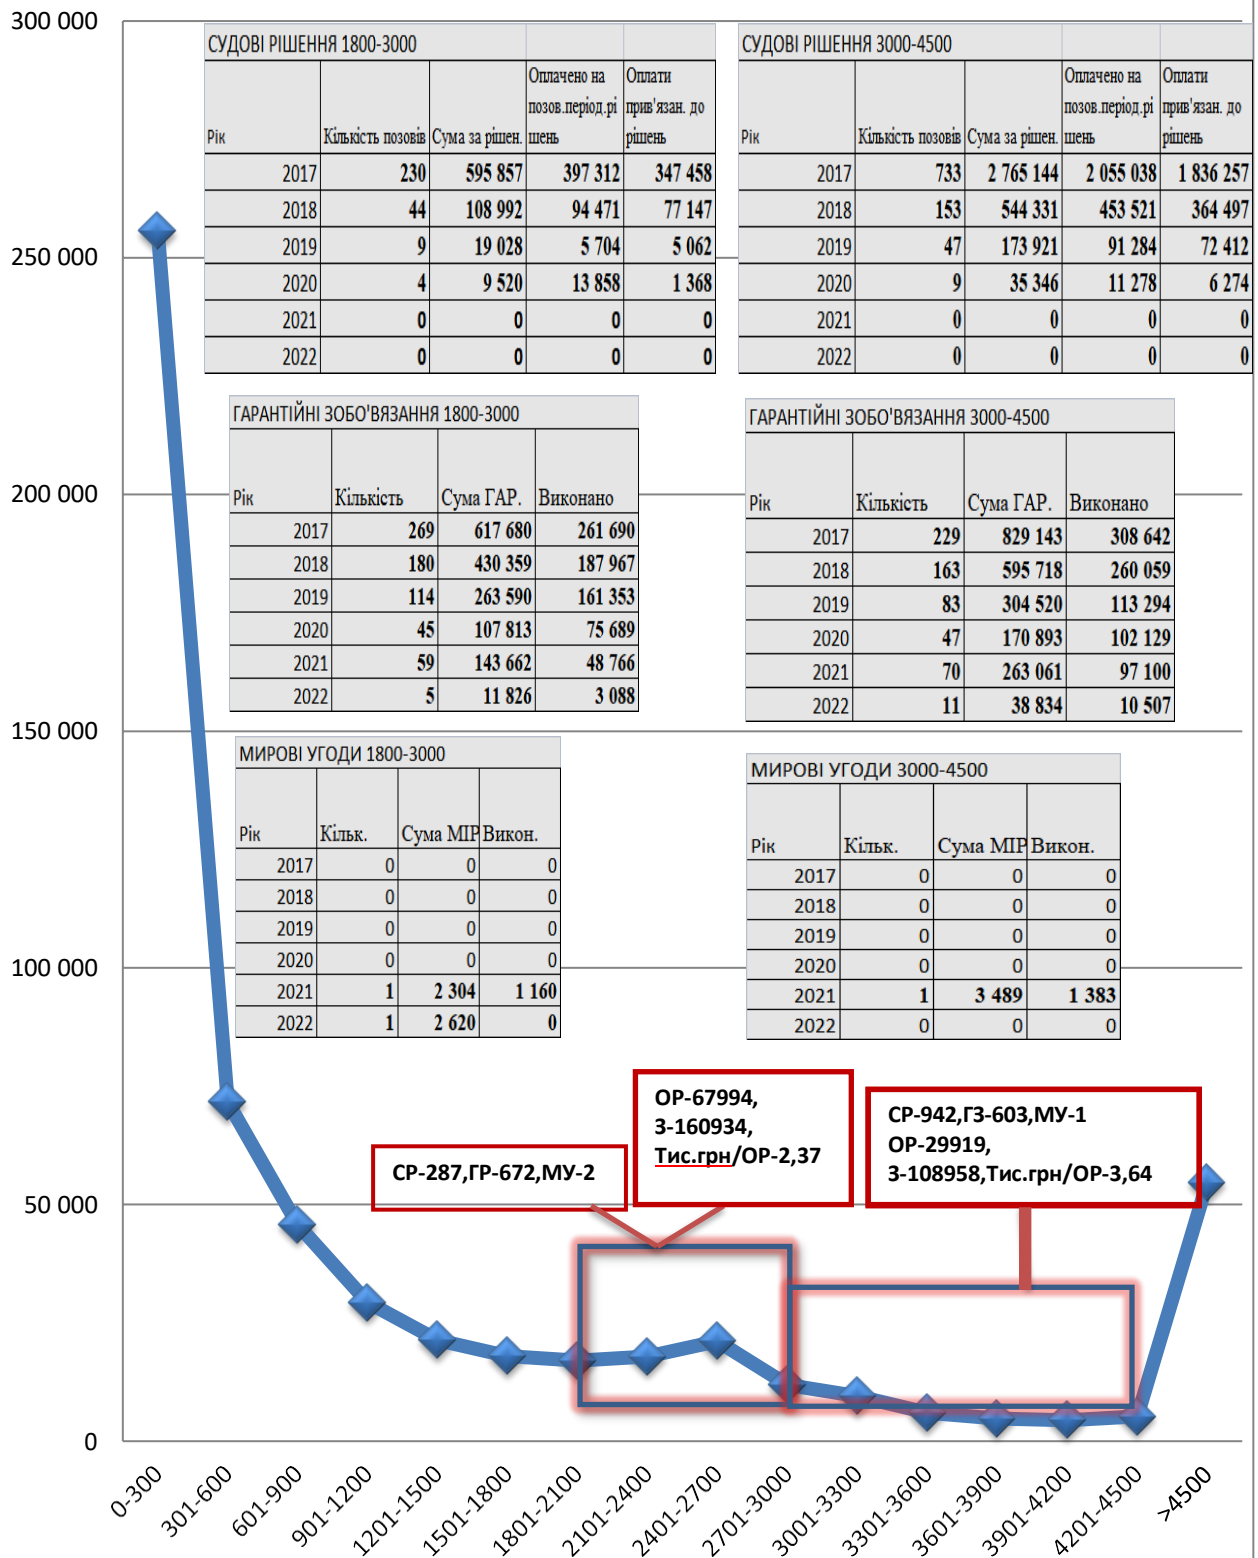 300 000
250 000
200 000
150 000
100 000
50 000
0
СУДОВІ РІШЕННЯ 1800-3000
Рік Кількість позовів Сума за рішен. Оплачено на позов.період.рі шень Оплати прив'язан. до рішень
2017 230 595 857 397 312 347 458
2018 44 108 992 94 471 77 147
2019 9 19 028 5 704 5 062
2020 4 9 520 13 858 1 368
2021 0 0 0 0
2022 0 0 0 0
СУДОВІ РІШЕННЯ 3000-4500
Рік Кількість позовів Сума за рішен. Оплачено на позов.період.рі шень Оплати прив'язан. до рішень
2017 733 2 765 144 2 055 038 1 836 257
2018 153 544 331 453 521 364 497
2019 47 173 921 91 284 72 412
2020 9 35 346 11 278 6 274
2021 0 0 0 0
2022 0 0 0 0
ГАРАНТІЙНІ ЗОБО'ВЯЗАННЯ 1800-3000
Рік Кількість Сума ГАР. Виконано
2017 269 617 680 261 690
2018 180 430 359 187 967
2019 114 263 590 161 353
2020 45 107 813 75 689
2021 59 143 662 48 766
2022 5 11 826 3 088
ГАРАНТІЙНІ ЗОБО'ВЯЗАННЯ 3000-4500
Рік Кількість Сума ГАР. Виконано
2017 229 829 143 308 642
2018 163 595 718 260 059
2019 83 304 520 113 294
2020 47 170 893 102 129
2021 70 263 061 97 100
2022 11 38 834 10 507
МИРОВІ УГОДИ 1800-3000
Рік Кільк. Сума МІР Викон.
2017 0 0 0
2018 0 0 0
2019 0 0 0
2020 0 0 0
2021 1 2 304 1 160
2022 1 2 620 0
МИРОВІ УГОДИ 3000-4500
Рік Кільк. Сума МІР Викон.
2017 0 0 0
2018 0 0 0
2019 0 0 0
2020 0 0 0
2021 1 3 489 1 383
2022 0 0 0
СР-287,ГР-672,МУ-2
ОР-67994,
З-160934,
Тис.грн/ОР-2,37
СР-942,ГЗ-603,МУ-1
ОР-29919,
З-108958,Тис.грн/ОР-3,64
0-300
301-600
601-900
901-1200
1201-1500
1501-1800
1801-2100
2101-2400
2401-2700
2701-3000
3001-3300
3301-3600
3601-3900
3901-4200
4201-4500
>4500